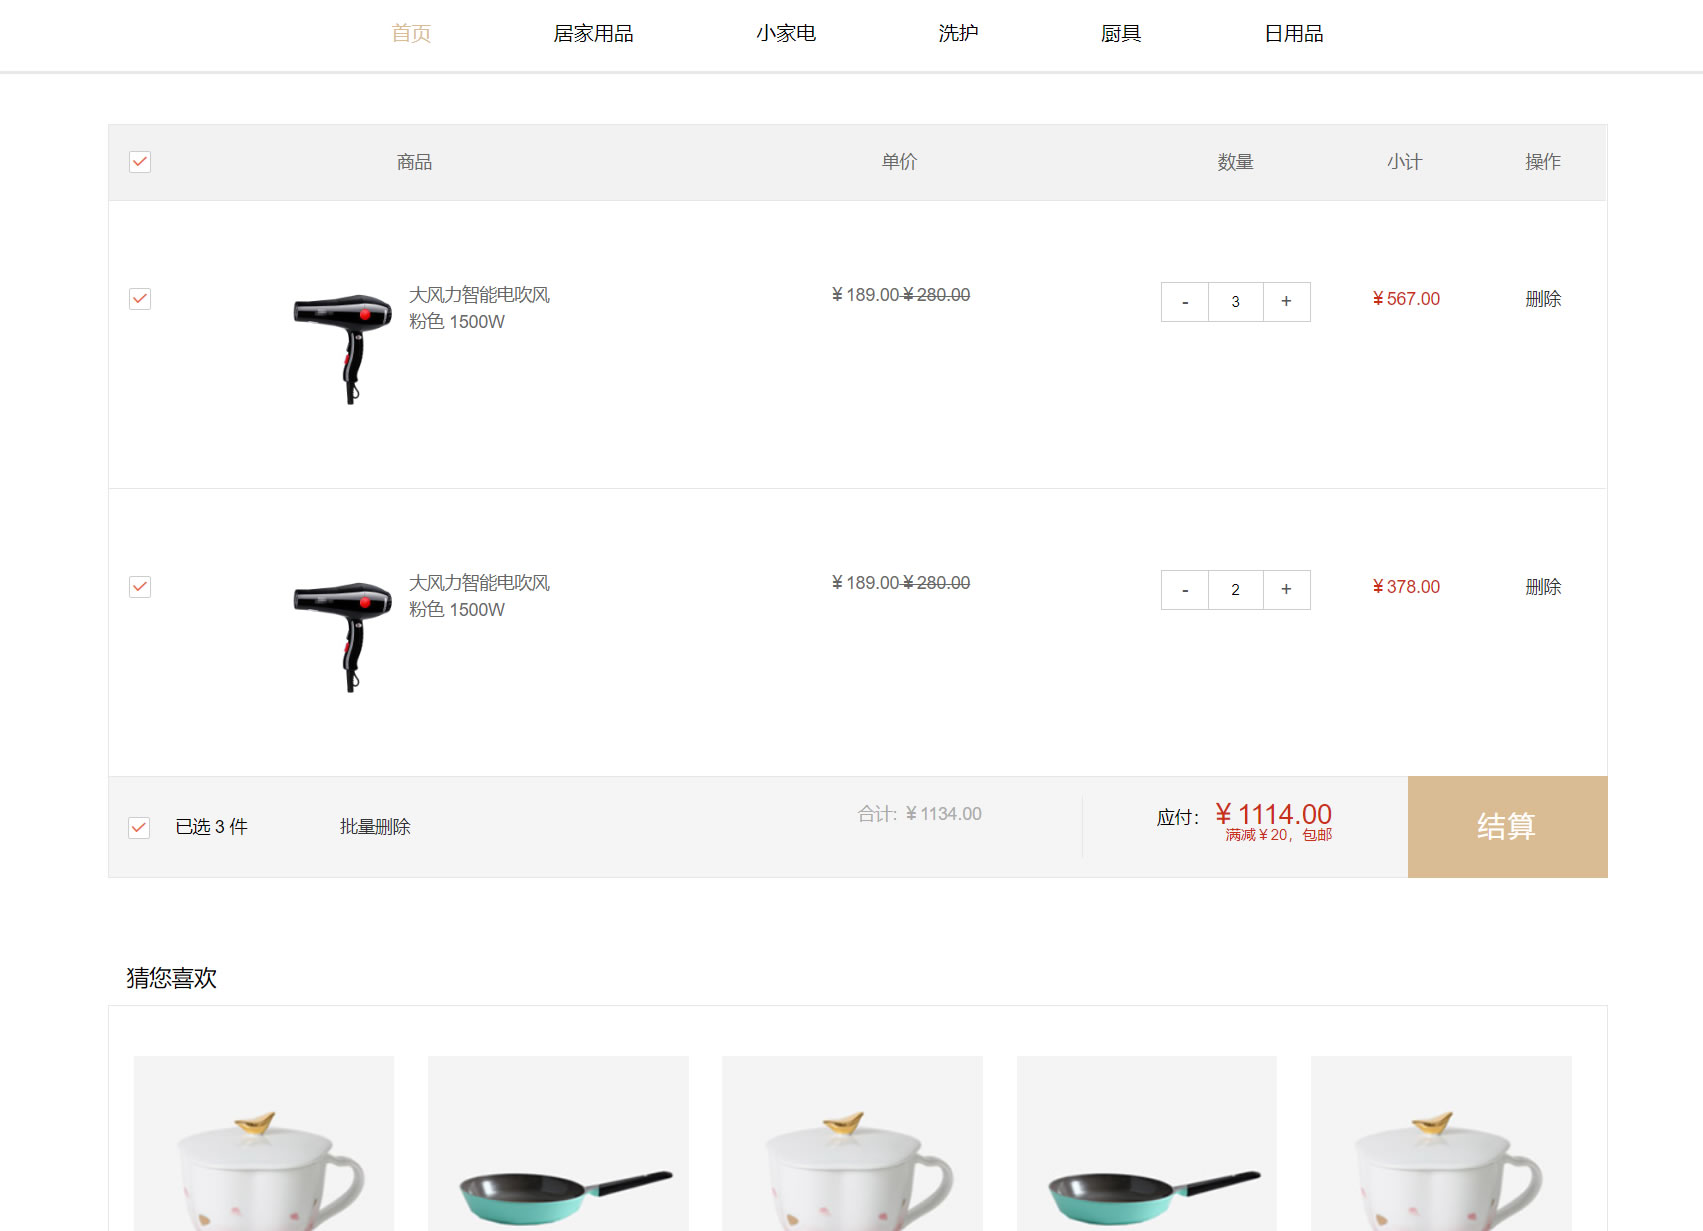 首页 居家用品 小家电 洗护 厨具 日用品
商品 单价 数量 小计 操作
大风力智能电吹风 ¥189.00 ¥280.00 - 3 + ¥567.00 删除
粉色 1500W
大风力智能电吹风 ¥189.00 ¥280.00 - 2 + ¥378.00 删除
粉色 1500W
已选 3 件 批量删除 合计: ¥1134.00 应付： ¥1114.00 结算
满减¥20，包邮
猜您喜欢